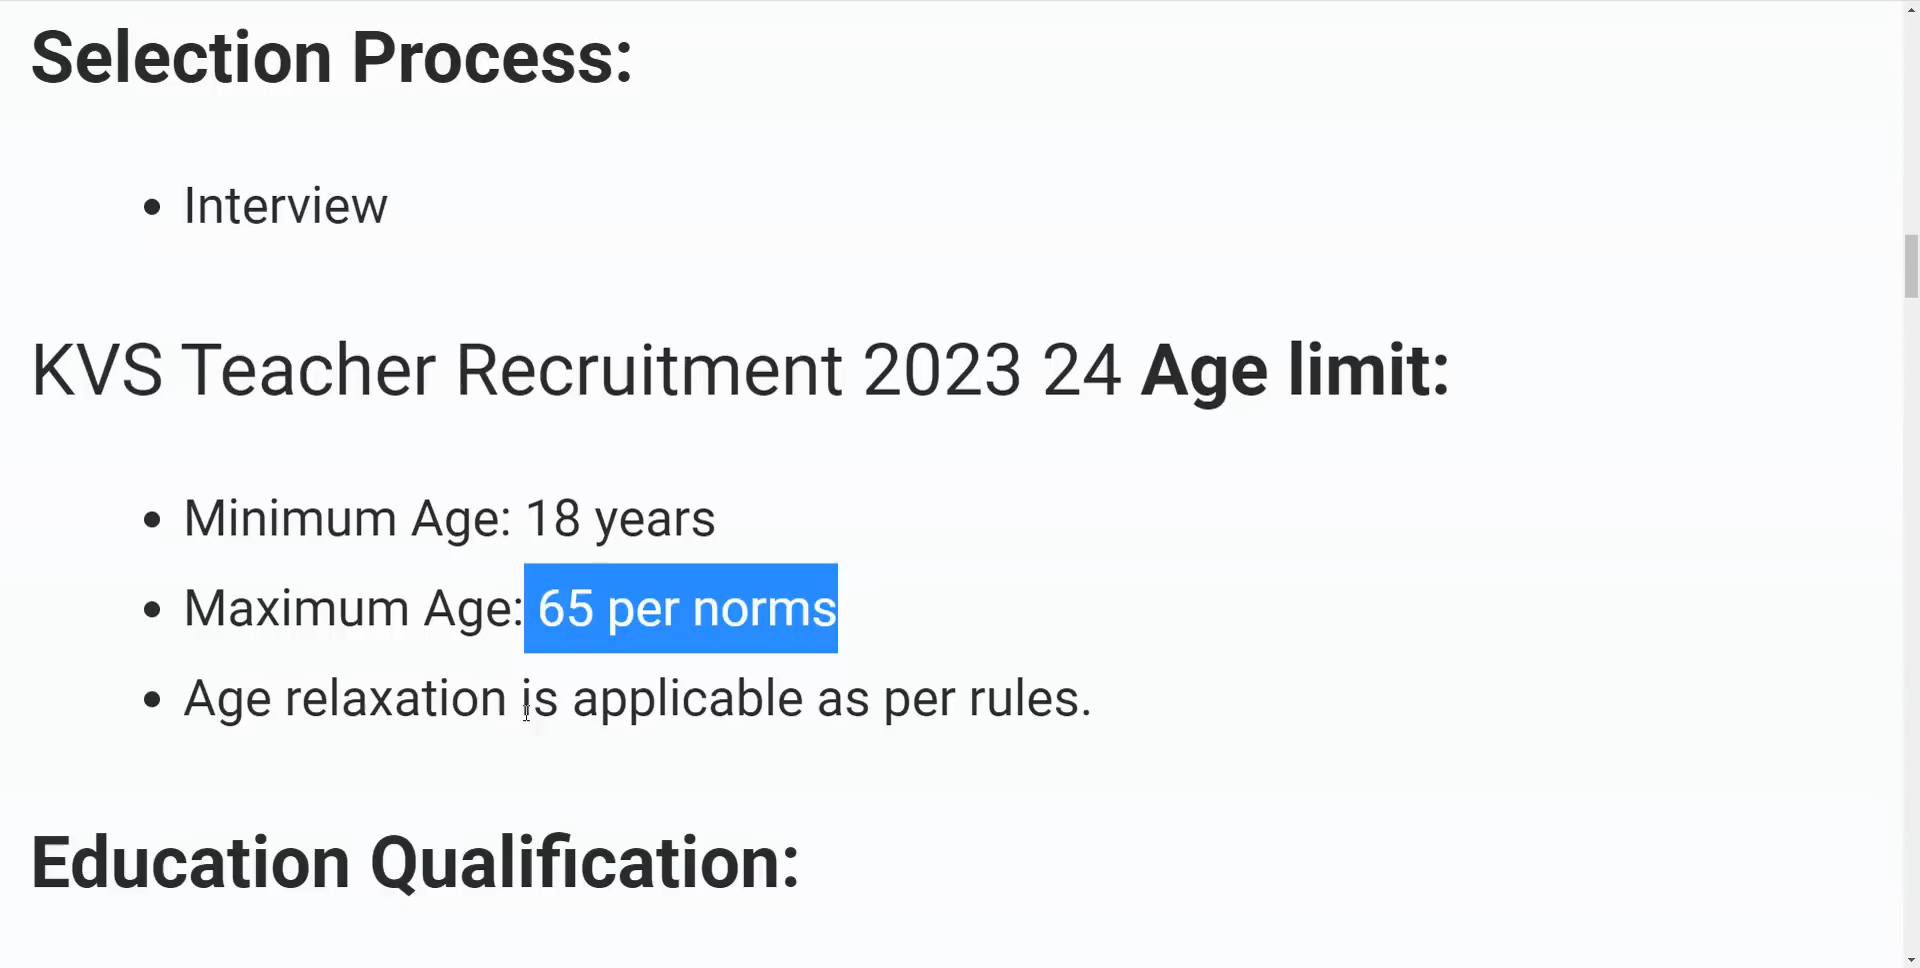 Selection Process:
• Interview
KVS Teacher Recruitment 2023 24 Age limit:
• Minimum Age: 18 years
• Maximum Age: 65 per norms
• Age relaxation is applicable as per rules.
Education Qualification: